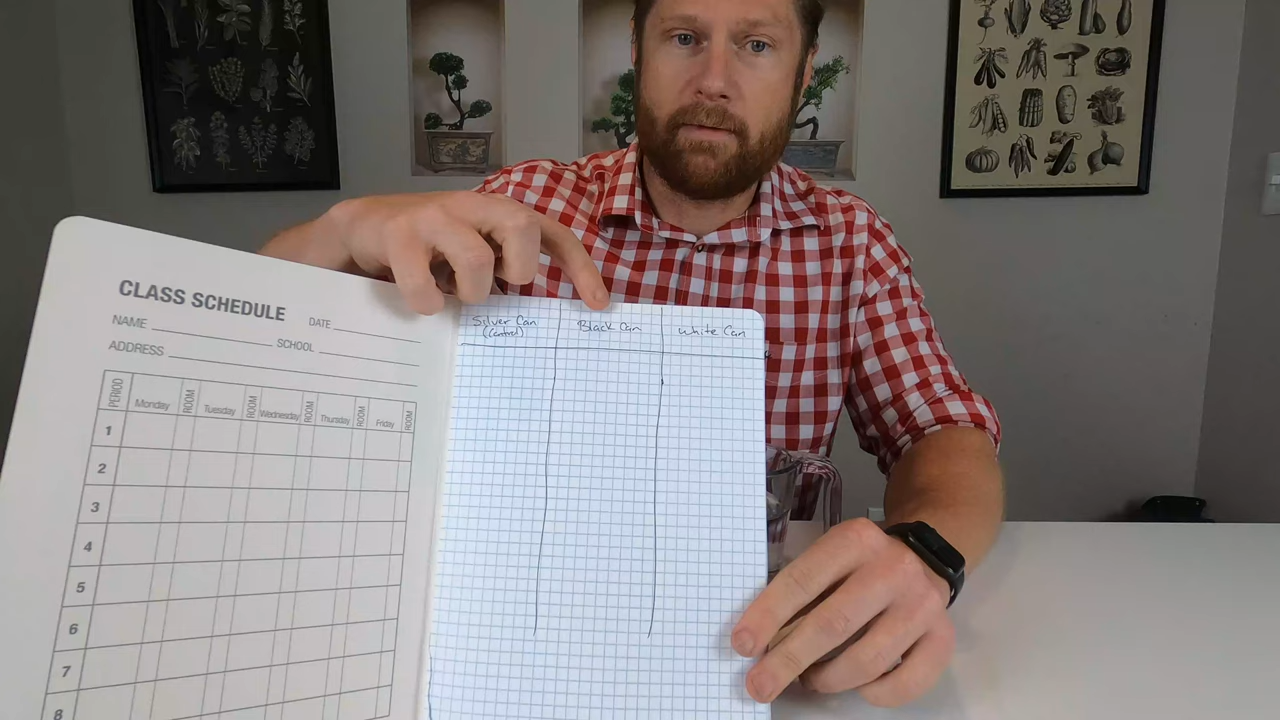 CLASS SCHEDULE
NAME DATE
ADDRESS SCHOOL
PERIOD Monday ROOM Tuesday ROOM Wednesday ROOM Thursday ROOM Friday ROOM
1
2
3
4
5
6
7
8
Silver Can Black Can White Can
(Control)